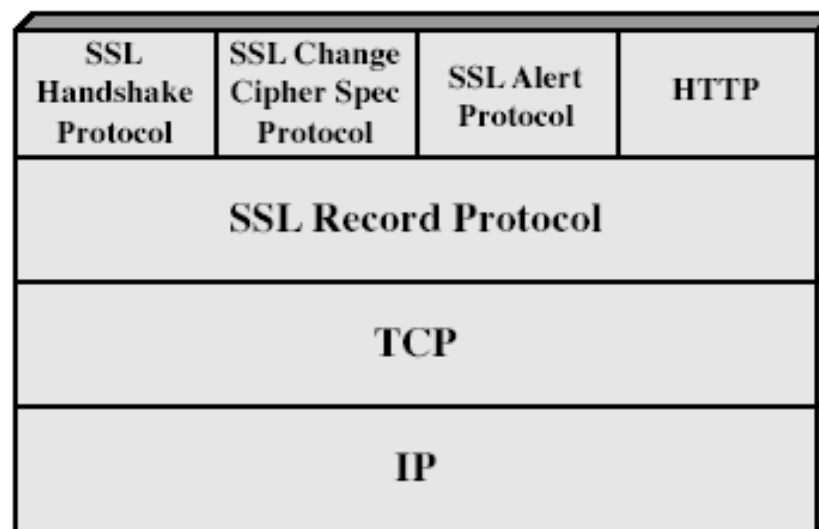 SSL
Handshake
Protocol
SSL Change
Cipher Spec
Protocol
SSL Alert
Protocol
HTTP
SSL Record Protocol
TCP
IP